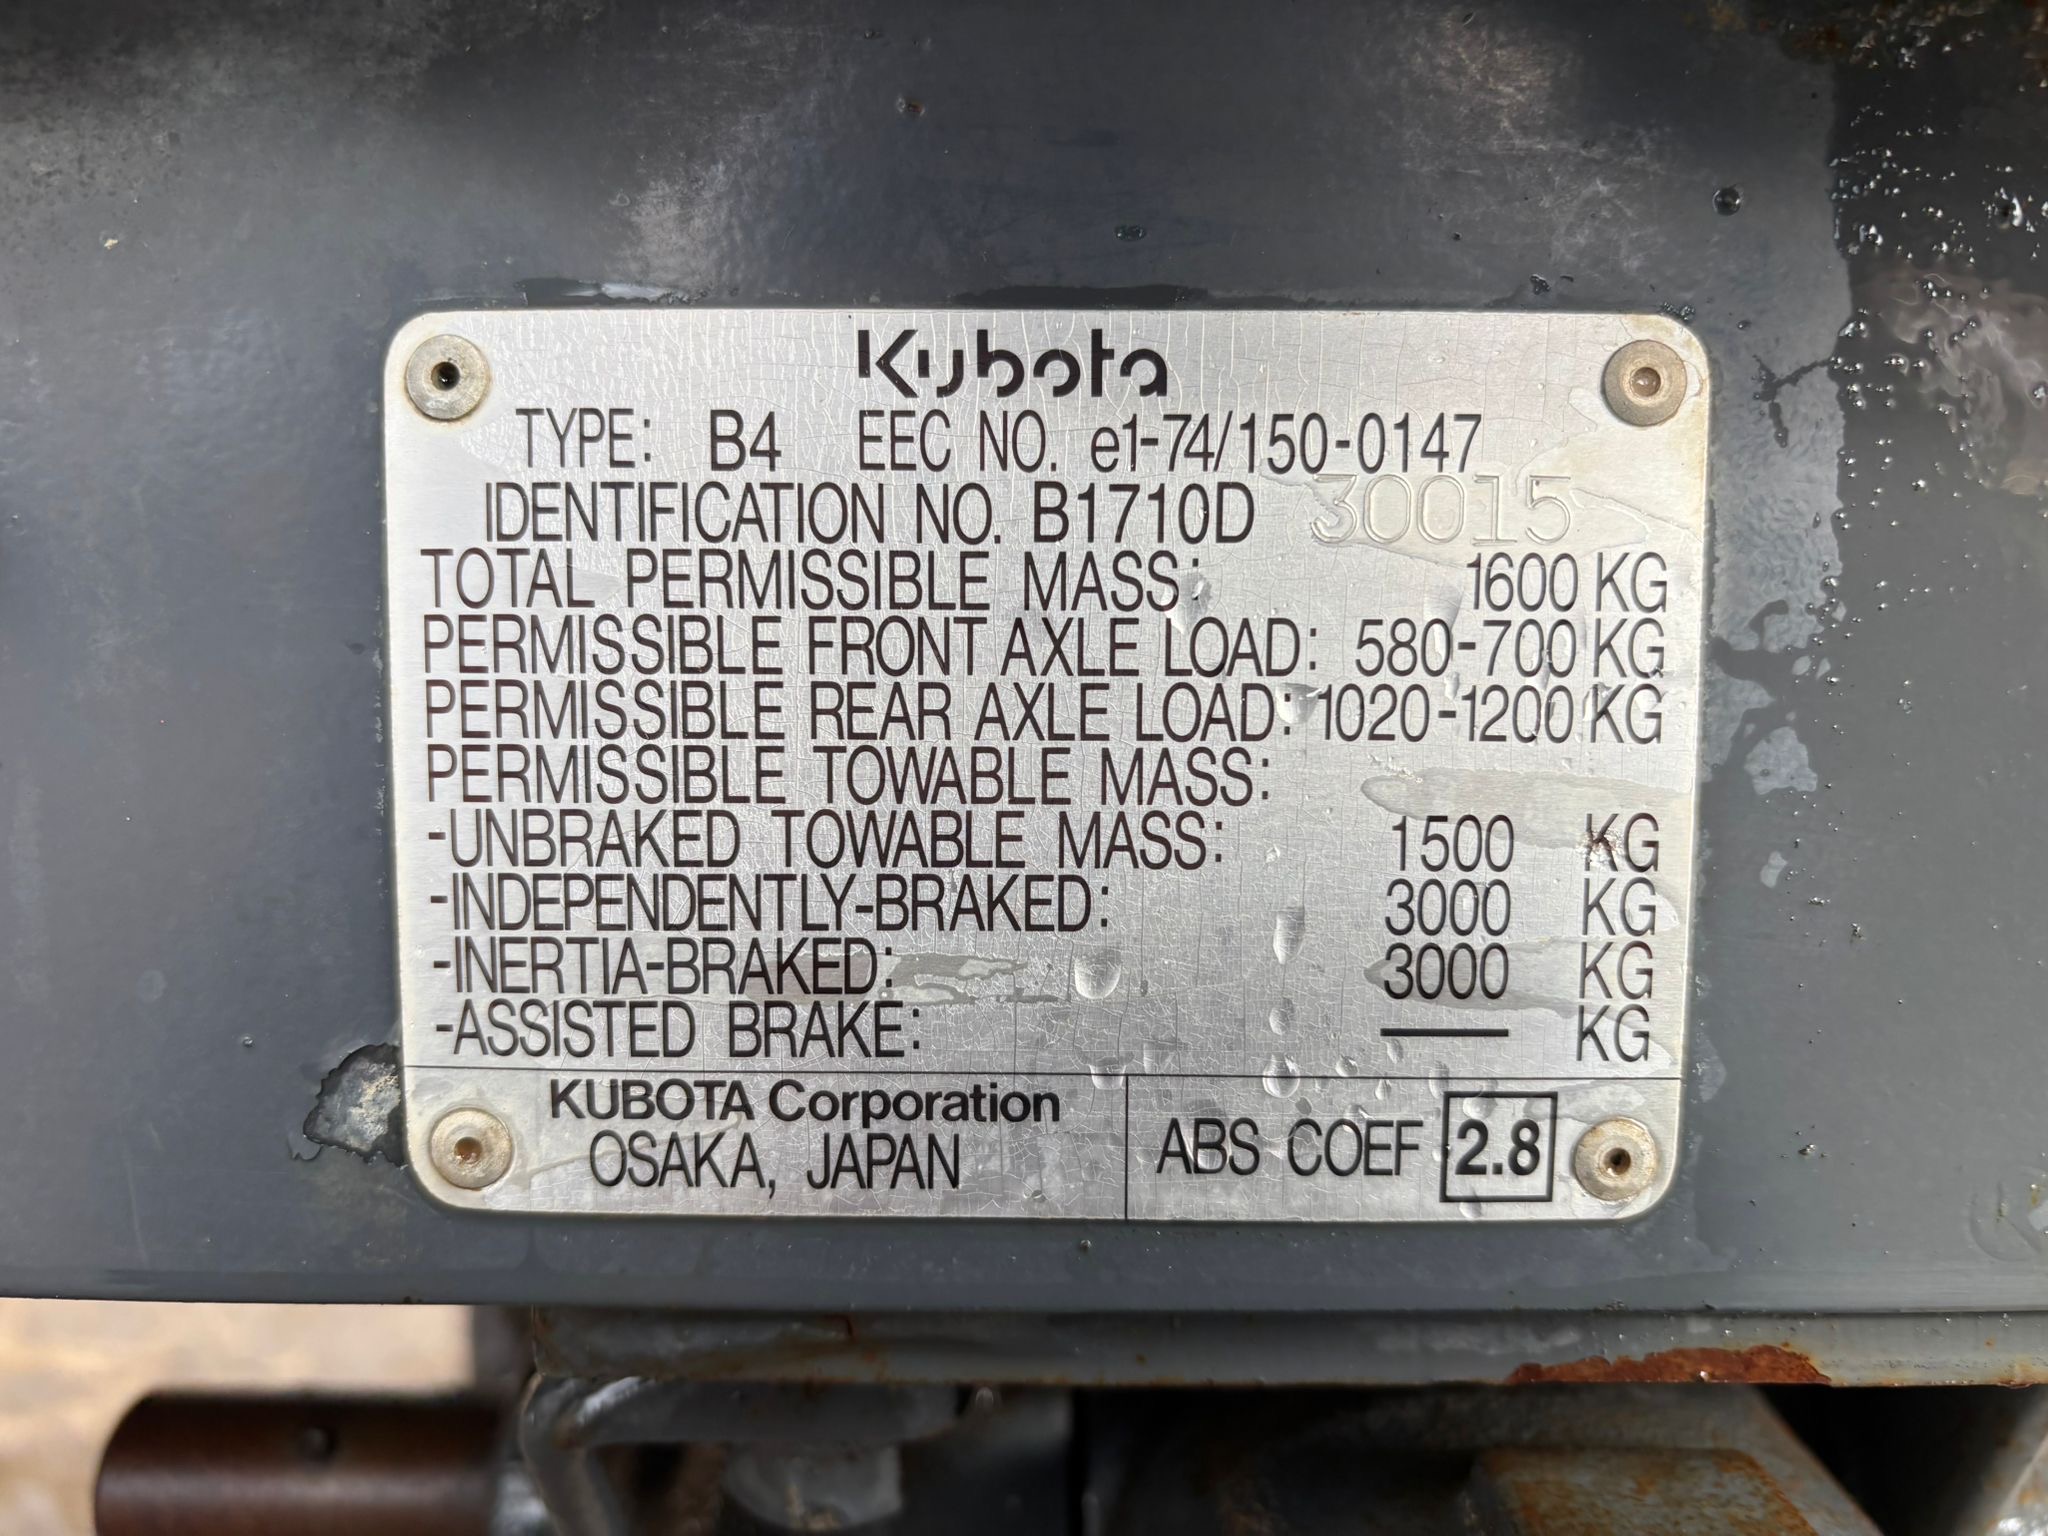 Kubota
TYPE: B4 EEC NO. e1-74/150-0147
IDENTIFICATION NO. B1710D 30015
TOTAL PERMISSIBLE MASS: 1600 KG
PERMISSIBLE FRONT AXLE LOAD: 580-700 KG
PERMISSIBLE REAR AXLE LOAD: 1020-1200 KG
PERMISSIBLE TOWABLE MASS:
-UNBRAKED TOWABLE MASS: 1500 KG
-INDEPENDENTLY-BRAKED: 3000 KG
-INERTIA-BRAKED: 3000 KG
-ASSISTED BRAKE: — KG
KUBOTA Corporation
OSAKA, JAPAN
ABS COEF 2.8